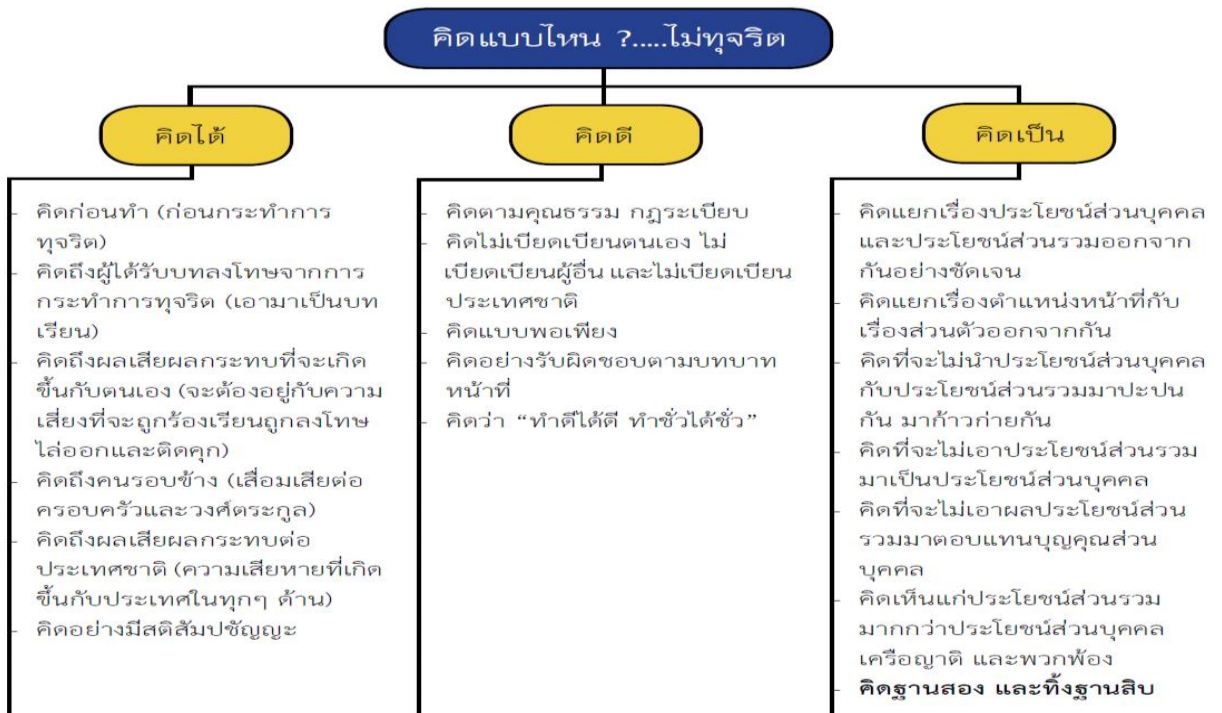 คิดแบบไหน ?.....ไม่ทุจริต
คิดได้
- คิดก่อนทำ (ก่อนกระทำการ
ทุจริต)
- คิดถึงผู้ได้รับบทลงโทษจากการ
กระทำการทุจริต (เอามาเป็นบท
เรียน)
- คิดถึงผลเสียผลกระทบที่จะเกิด
ขึ้นกับตนเอง (จะต้องอยู่กับความ
เสี่ยงที่จะถูกร้องเรียนถูกลงโทษ
ไล่ออกและติดคุก)
- คิดถึงคนรอบข้าง (เสื่อมเสียต่อ
ครอบครัวและวงศ์ตระกูล)
- คิดถึงผลเสียผลกระทบต่อ
ประเทศชาติ (ความเสียหายที่เกิด
ขึ้นกับประเทศในทุกๆ ด้าน)
- คิดอย่างมีสติสัมปชัญญะ
คิดดี
- คิดตามคุณธรรม กฎระเบียบ
- คิดไม่เบียดเบียนตนเอง ไม่
เบียดเบียนผู้อื่น และไม่เบียดเบียน
ประเทศชาติ
- คิดแบบพอเพียง
- คิดอย่างรับผิดชอบตามบทบาท
หน้าที่
- คิดว่า “ทำดีได้ดี ทำชั่วได้ชั่ว”
คิดเป็น
- คิดแยกเรื่องประโยชน์ส่วนบุคคล
และประโยชน์ส่วนรวมออกจาก
กันอย่างชัดเจน
- คิดแยกเรื่องตำแหน่งหน้าที่กับ
เรื่องส่วนตัวออกจากกัน
- คิดที่จะไม่นำประโยชน์ส่วนบุคคล
กับประโยชน์ส่วนรวมมาปะปน
กัน มาก้าวก่ายกัน
- คิดที่จะไม่เอาประโยชน์ส่วนรวม
มาเป็นประโยชน์ส่วนบุคคล
- คิดที่จะไม่เอาผลประโยชน์ส่วน
รวมมาตอบแทนบุญคุณส่วน
บุคคล
- คิดเห็นแก่ประโยชน์ส่วนรวม
มากกว่าประโยชน์ส่วนบุคคล
เครือญาติ และพวกพ้อง
- คิดฐานสอง และทิ้งฐานสิบ